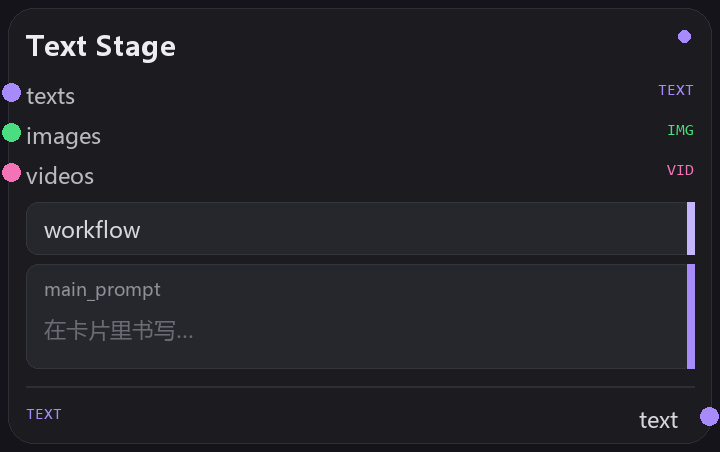 Text Stage
texts TEXT
images IMG
videos VID
workflow
main_prompt
在卡片里书写...
TEXT text